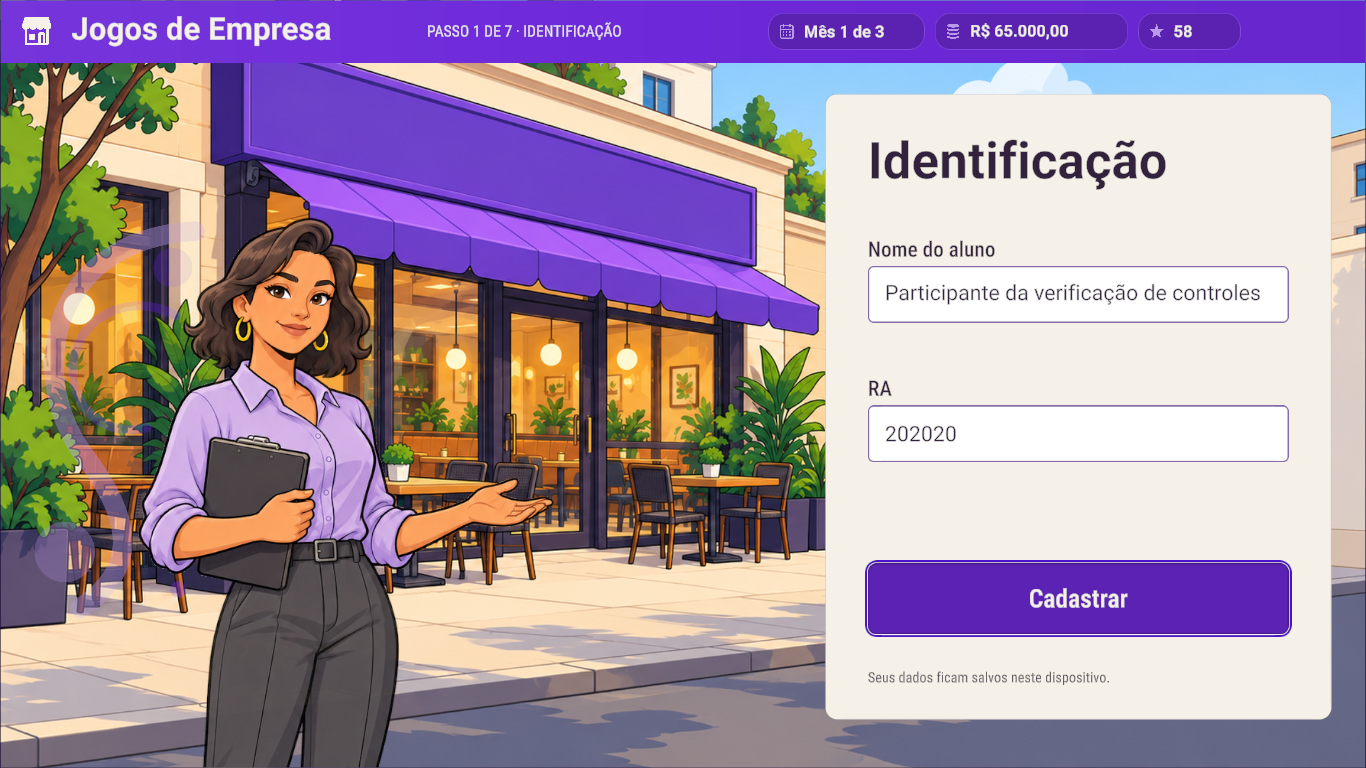 Jogos de Empresa
PASSO 1 DE 7 · IDENTIFICAÇÃO
Mês 1 de 3
R$ 65.000,00
58
Identificação
Nome do aluno
Participante da verificação de controles
RA
202020
Cadastrar
Seus dados ficam salvos neste dispositivo.